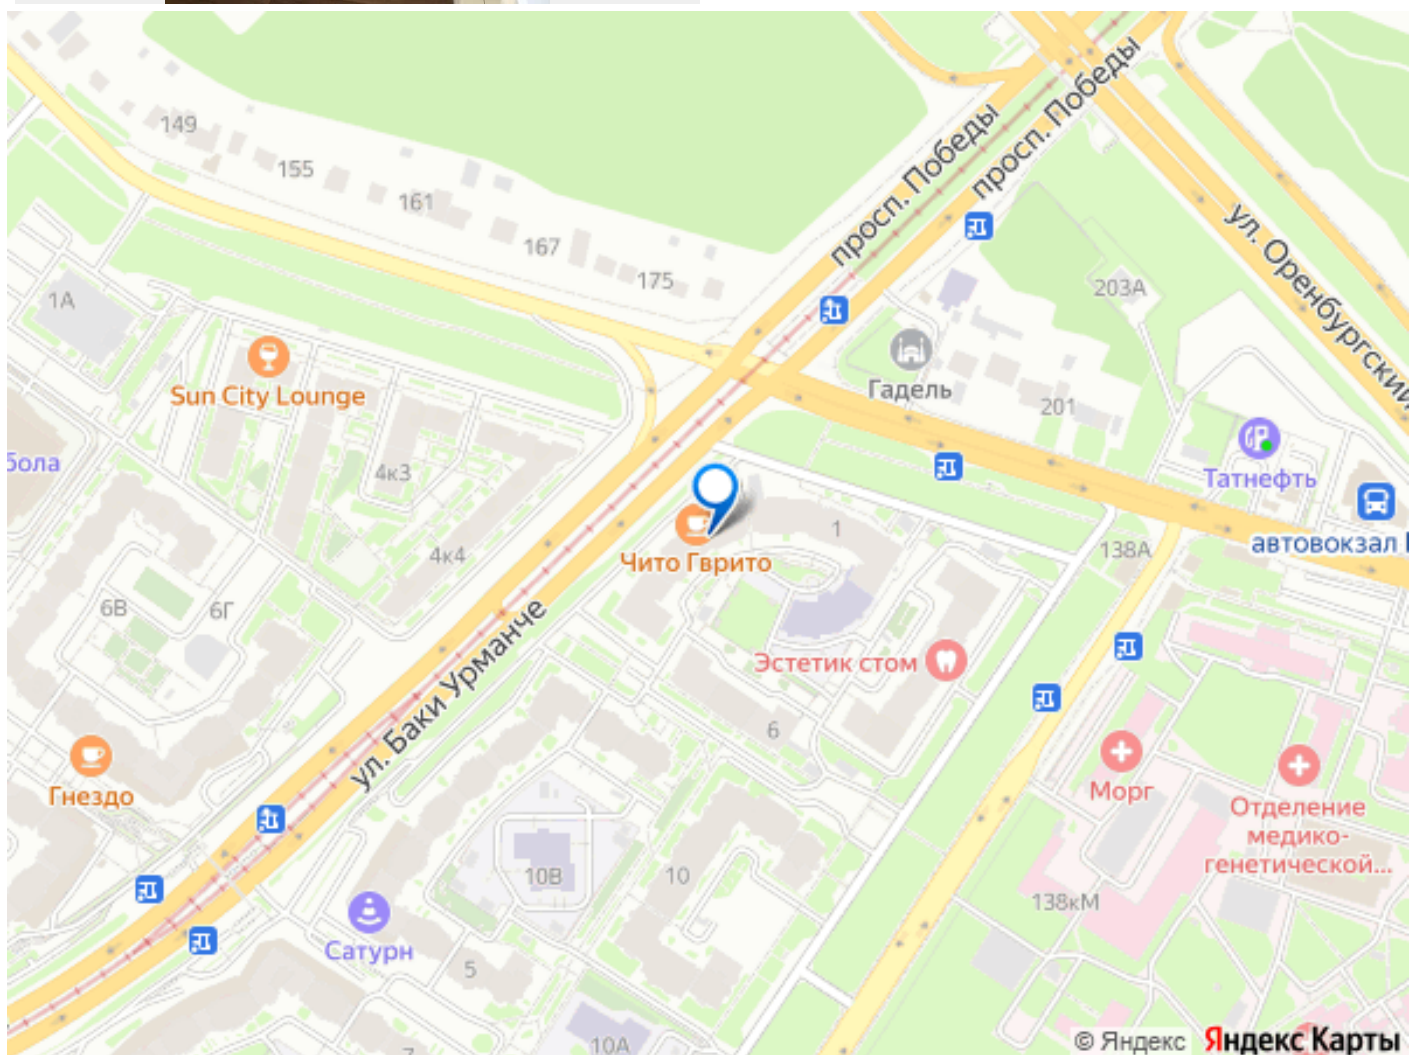 просп. Победы
просп. Победы
149
155
161
167
175
ул. Оренбургский
203А
1А
Sun City Lounge
Гадель
201
бола
4к3
Татнефть
1
4к4
Чито Гврито
138А
автовокзал
6В
6Г
ул. Баки Урманче
Эстетик стом
6
Гнездо
Морг
Отделение
медико-
генетической...
10В
10
138кМ
Сатурн
5
10А
© Яндекс Яндекс Карты